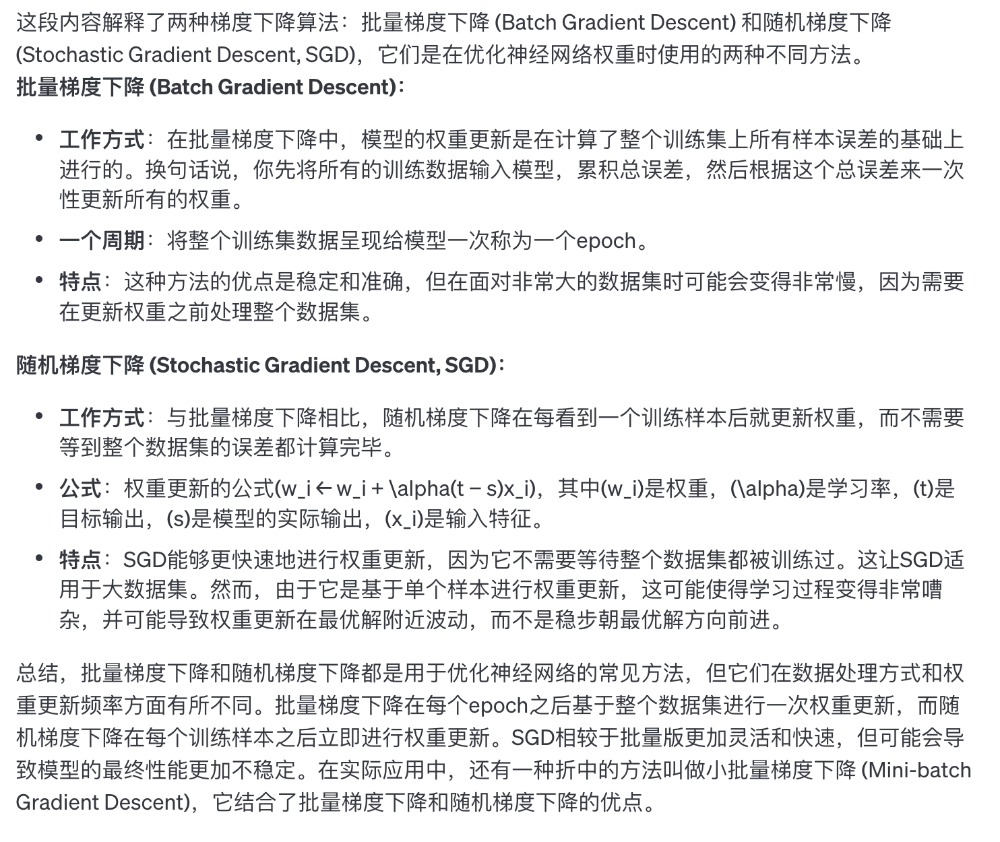 这段内容解释了两种梯度下降算法：批量梯度下降 (Batch Gradient Descent) 和随机梯度下降
(Stochastic Gradient Descent, SGD)，它们是在优化神经网络权重时使用的两种不同方法。
批量梯度下降 (Batch Gradient Descent)：
• 工作方式：在批量梯度下降中，模型的权重更新是在计算了整个训练集上所有样本误差的基础上
进行的。换句话说，你先将所有的训练数据输入模型，累积总误差，然后根据这个总误差来一次
性更新所有的权重。
• 一个周期：将整个训练集数据呈现给模型一次称为一个epoch。
• 特点：这种方法的优点是稳定和准确，但在面对非常大的数据集时可能会变得非常慢，因为需要
在更新权重之前处理整个数据集。
随机梯度下降 (Stochastic Gradient Descent, SGD)：
• 工作方式：与批量梯度下降相比，随机梯度下降在每看到一个训练样本后就更新权重，而不需要
等到整个数据集的误差都计算完毕。
• 公式：权重更新的公式(w_i ← w_i + \alpha(t − s)x_i)，其中(w_i)是权重，(\alpha)是学习率，(t)是
目标输出，(s)是模型的实际输出，(x_i)是输入特征。
• 特点：SGD能够更快速地进行权重更新，因为它不需要等待整个数据集都被训练过。这让SGD适
用于大数据集。然而，由于它是基于单个样本进行权重更新，这可能使得学习过程变得非常嘈
杂，并可能导致权重更新在最优解附近波动，而不是稳步朝最优解方向前进。
总结，批量梯度下降和随机梯度下降都是用于优化神经网络的常见方法，但它们在数据处理方式和权
重更新频率方面有所不同。批量梯度下降在每个epoch之后基于整个数据集进行一次权重更新，而随
机梯度下降在每个训练样本之后立即进行权重更新。SGD相较于批量版更加灵活和快速，但可能会导
致模型的最终性能更加不稳定。在实际应用中，还有一种折中的方法叫做小批量梯度下降 (Mini-batch
Gradient Descent)，它结合了批量梯度下降和随机梯度下降的优点。